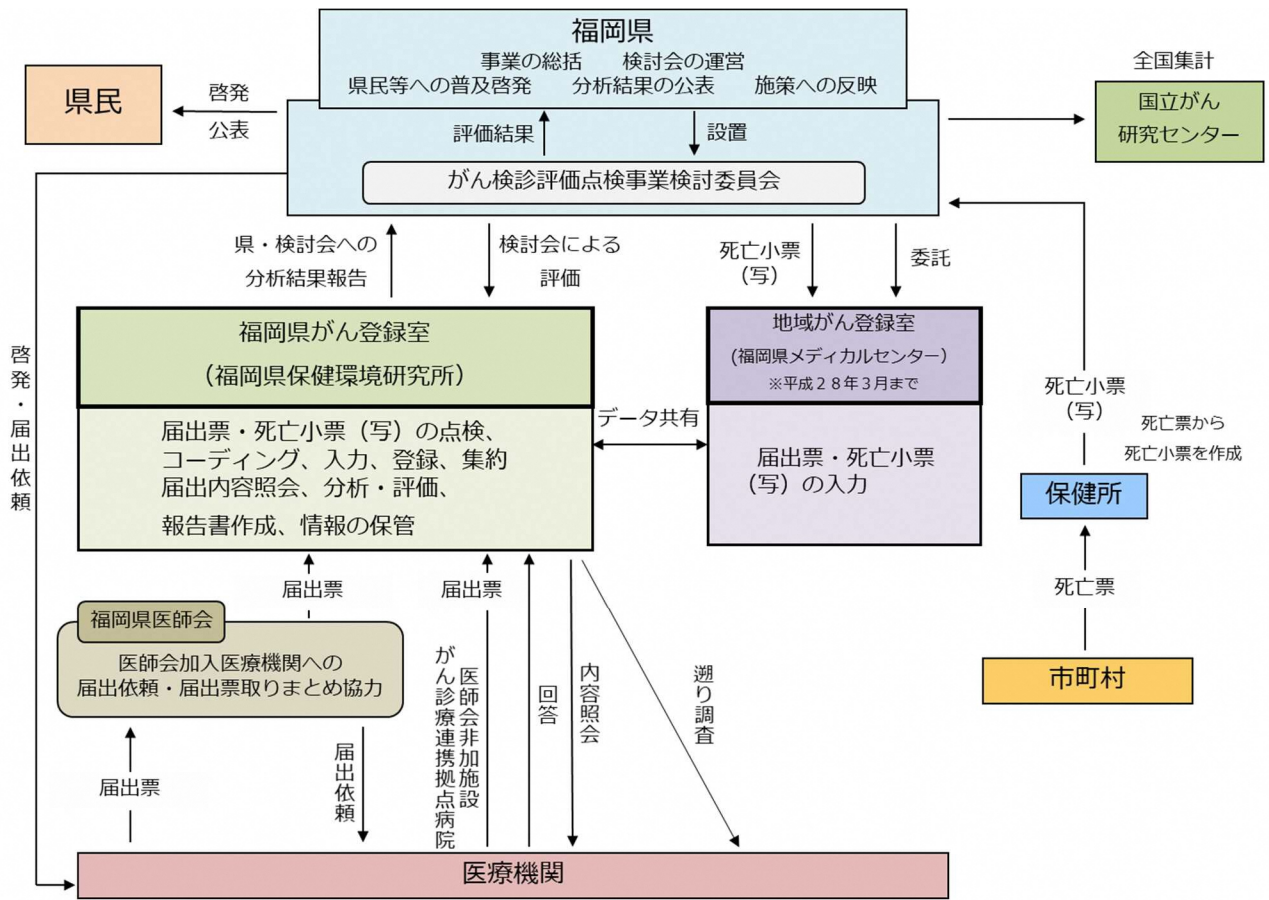 福岡県
事業の総括　　検討会の運営
県民等への普及啓発　　分析結果の公表　　施策への反映
県民
啓発
公表
全国集計
国立がん
研究センター
評価結果
設置
がん検診評価点検事業検討委員会
県・検討会への
分析結果報告
検討会による
評価
死亡小票
（写）
委託
福岡県がん登録室
（福岡県保健環境研究所）
地域がん登録室
（福岡県メディカルセンター）
※平成２８年３月まで
啓発・届出依頼
届出票・死亡小票（写）の点検、
コーディング、入力、登録、集約
届出内容照会、分析・評価、
報告書作成、情報の保管
データ共有
届出票・死亡小票
（写）の入力
死亡小票
（写）
死亡票から
死亡小票を作成
保健所
死亡票
市町村
届出票
届出票
福岡県医師会
医師会加入医療機関への
届出依頼・届出票取りまとめ協力
届出票
届出依頼
医師会非加施設
がん診療連携拠点病院
回答
内容照会
遡り調査
医療機関